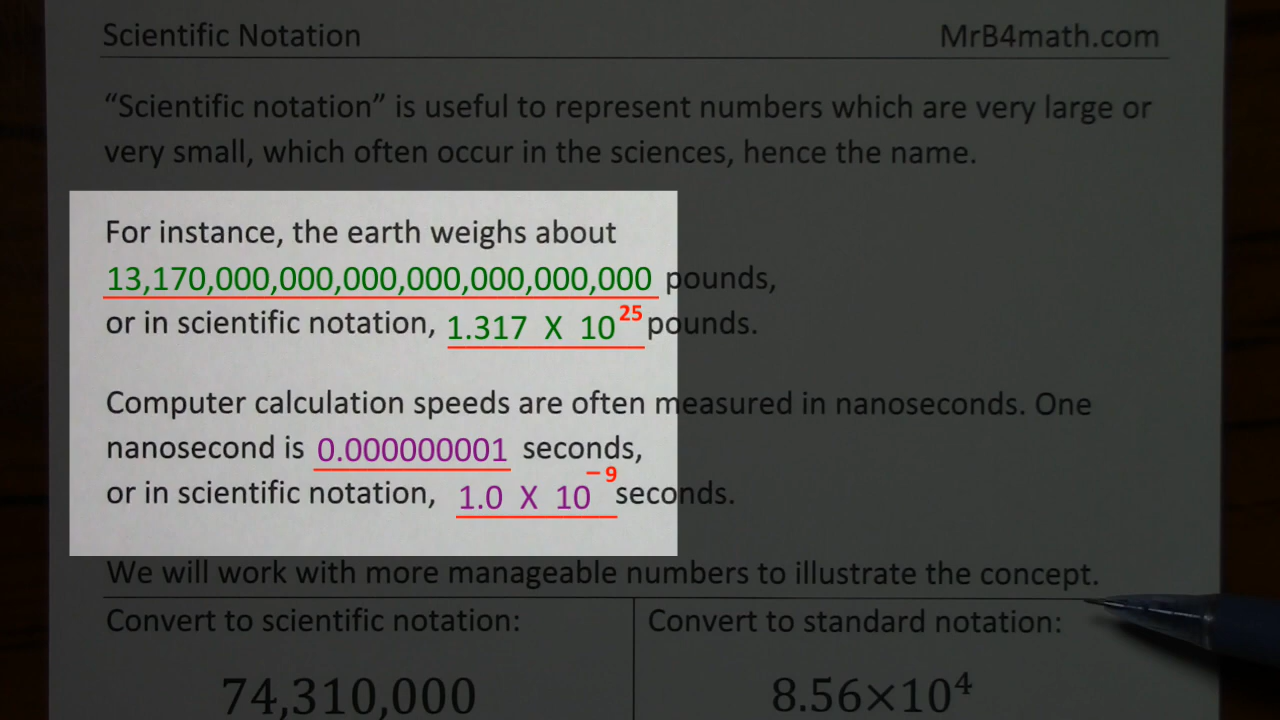 Scientific Notation MrB4math.com
“Scientific notation” is useful to represent numbers which are very large or
very small, which often occur in the sciences, hence the name.
For instance, the earth weighs about
13,170,000,000,000,000,000,000,000 pounds,
or in scientific notation, 1.317 X 10²⁵ pounds.
Computer calculation speeds are often measured in nanoseconds. One
nanosecond is 0.000000001 seconds,
or in scientific notation, 1.0 X 10⁻⁹ seconds.
We will work with more manageable numbers to illustrate the concept.
Convert to scientific notation: Convert to standard notation:
74,310,000 8.56×10⁴